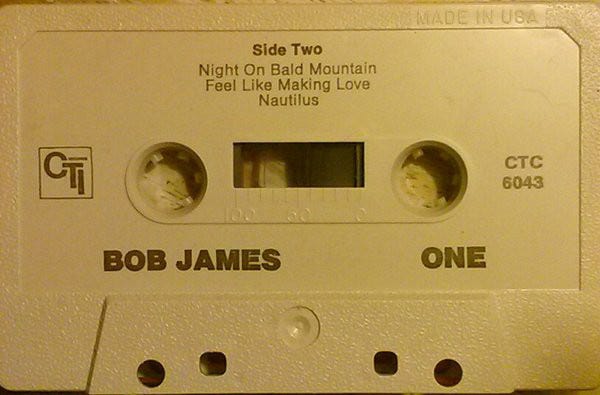 MADE IN USA
Side Two
Night On Bald Mountain
Feel Like Making Love
Nautilus
CTI
CTC
6043
100 60 0
BOB JAMES
ONE